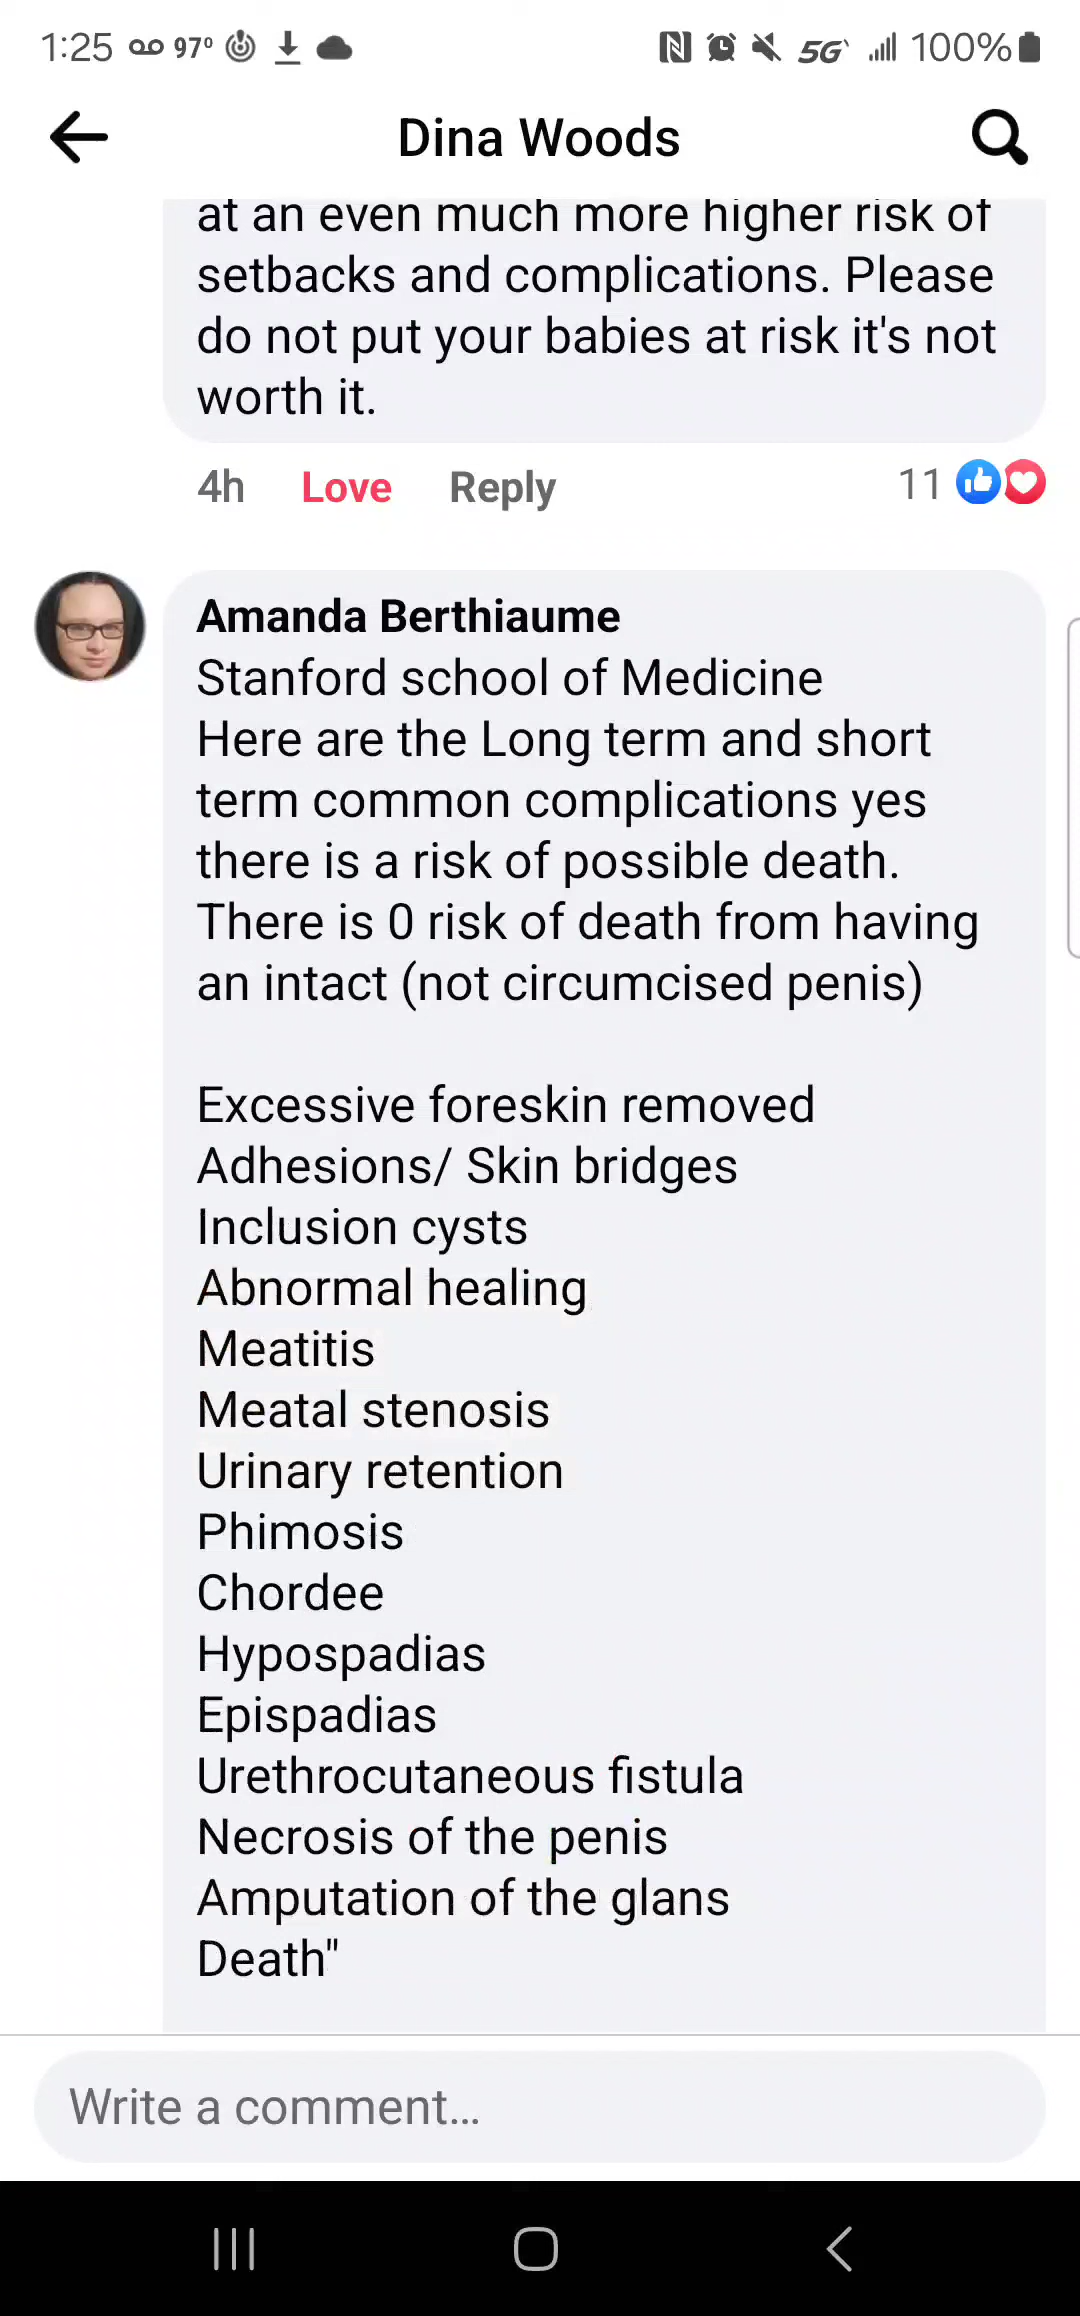 1:25 97° 5G 100%
Dina Woods
at an even much more higher risk of
setbacks and complications. Please
do not put your babies at risk it's not
worth it.
4h Love Reply 11
Amanda Berthiaume
Stanford school of Medicine
Here are the Long term and short
term common complications yes
there is a risk of possible death.
There is 0 risk of death from having
an intact (not circumcised penis)
Excessive foreskin removed
Adhesions/ Skin bridges
Inclusion cysts
Abnormal healing
Meatitis
Meatal stenosis
Urinary retention
Phimosis
Chordee
Hypospadias
Epispadias
Urethrocutaneous fistula
Necrosis of the penis
Amputation of the glans
Death"
Write a comment...